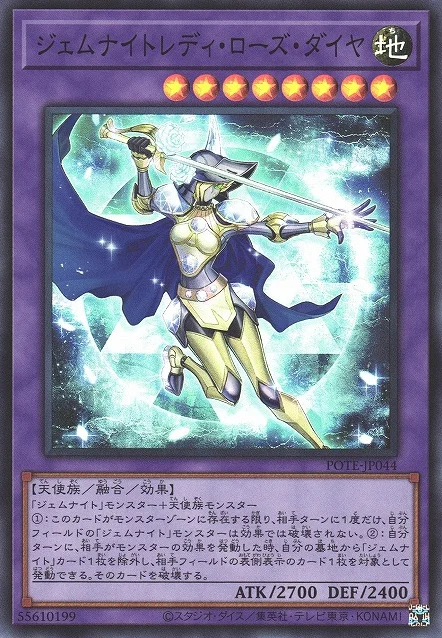 ジェムナイトレディ・ローズ・ダイヤ 地
POTE-JP044
【天使族／融合／効果】
「ジェムナイト」モンスター＋天使族モンスター
①：このカードがモンスターゾーンに存在する限り、相手ターンに１度だけ、自分
フィールドの「ジェムナイト」モンスターは効果では破壊されない。②：自分・相手
ターンに、相手がモンスターの効果を発動した時、自分の墓地から「ジェムナイ
ト」カード１枚を除外し、相手フィールドの表側表示のカード１枚を対象として
発動できる。そのカードを破壊する。
ATK/2700 DEF/2400
55610199 ©スタジオ・ダイス／集英社・テレビ東京・KONAMI